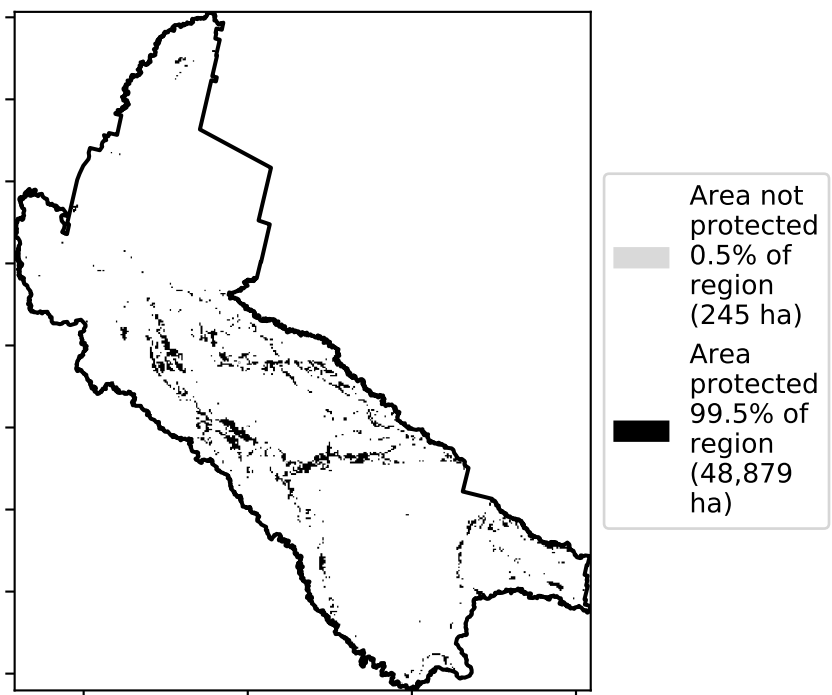 Area not
protected
0.5% of
region
(245 ha)
Area
protected
99.5% of
region
(48,879
ha)